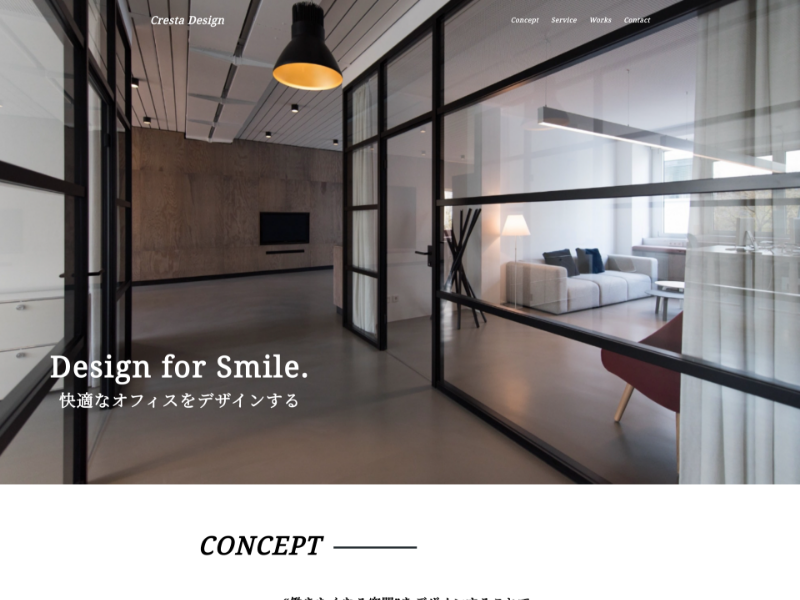 Cresta Design
Concept Service Works Contact
Design for Smile.
快適なオフィスをデザインする
CONCEPT